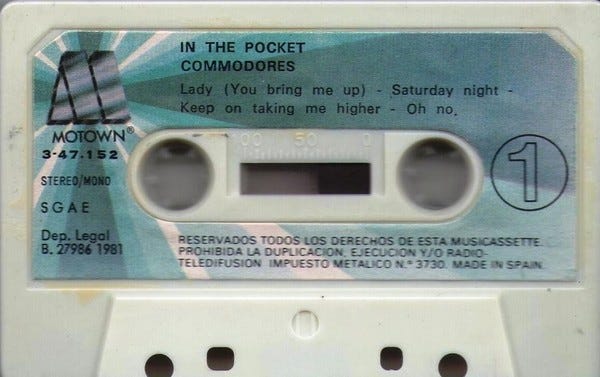 IN THE POCKET
COMMODORES
Lady (You bring me up) - Saturday night -
Keep on taking me higher - Oh no.
MOTOWN®
3-47.152
STEREO/MONO
SGAE
Dep. Legal
B. 27986 1981
100 50 0
1
RESERVADOS TODOS LOS DERECHOS DE ESTA MUSICASSETTE.
PROHIBIDA LA DUPLICACION, EJECUCION Y/O RADIO-
TELEDIFUSION IMPUESTO METALICO N.º 3730. MADE IN SPAIN.